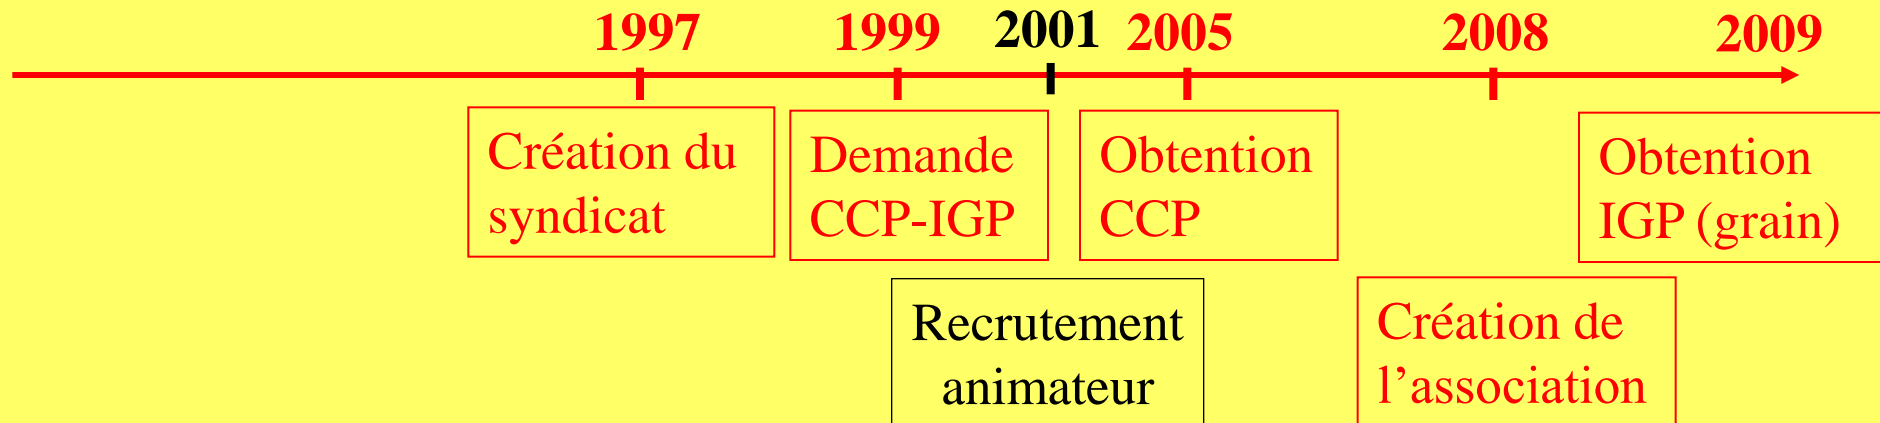 1997 1999 2001 2005 2008 2009
Création du
syndicat
Demande
CCP-IGP
Obtention
CCP
Obtention
IGP (grain)
Recrutement
animateur
Création de
l’association